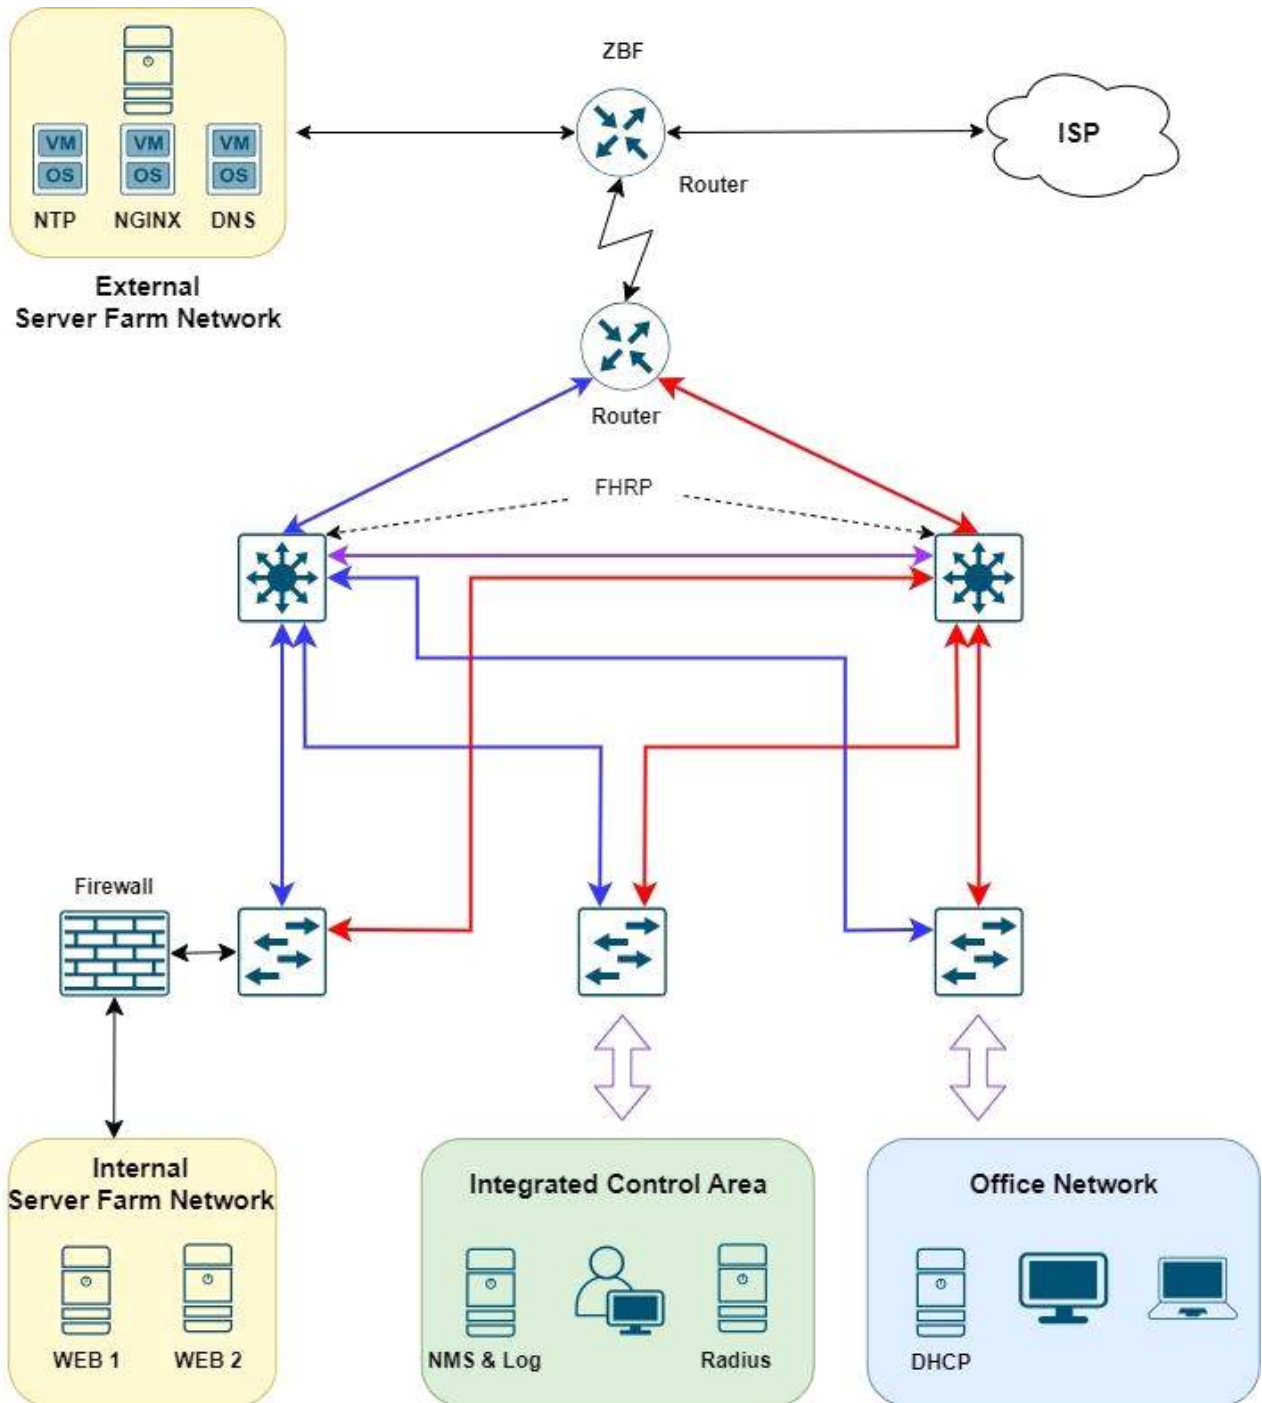 ZBF
VM
VM
VM
OS
OS
OS
NTP
NGINX
DNS
ISP
Router
External
Server Farm Network
Router
FHRP
Firewall
Internal
Server Farm Network
WEB 1
WEB 2
Integrated Control Area
NMS & Log
Radius
Office Network
DHCP